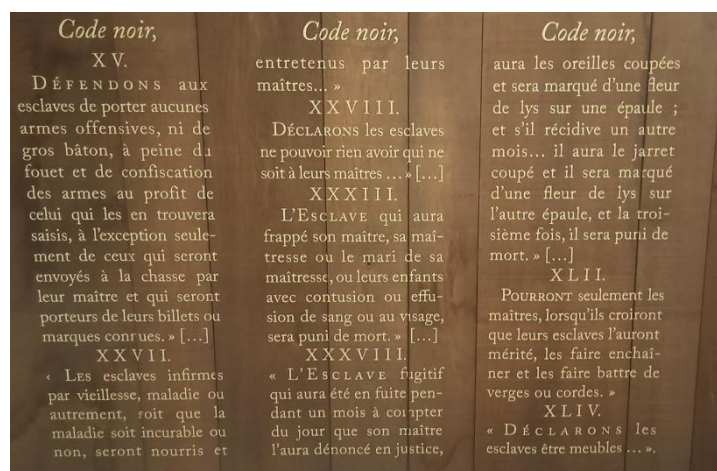 Code noir,
XV.
DÉFENDONS aux
esclaves de porter aucunes
armes offensives, ni de
gros bâton, à peine du
fouet et de confiscation
des armes au profit de
celui qui les en trouvera
saisis, à l'exception seule-
ment de ceux qui seront
envoyés à la chasse par
leur maître et qui seront
porteurs de leurs billets ou
marques connues. » [...]
XXVII.
« Les esclaves infirmes
par vieillesse, maladie ou
autrement, soit que la
maladie soit incurable ou
non, seront nourris et
Code noir,
entretenus par leurs
maîtres... »
XXVIII.
DÉCLARONS les esclaves
ne pouvoir rien avoir qui ne
soit à leurs maîtres ... » [...]
XXXIII.
L'ESCLAVE qui aura
frappé son maître, sa maî-
tresse ou le mari de sa
maîtresse, ou leurs enfants
avec contusion ou effu-
sion de sang ou au visage,
sera puni de mort. » [...]
XXXVIII.
« L'ESCLAVE fugitif
qui aura été en fuite pen-
dant un mois à compter
du jour que son maître
l'aura dénoncé en justice,
Code noir,
aura les oreilles coupées
et sera marqué d'une fleur
de lys sur une épaule ;
et s'il récidive un autre
mois... il aura le jarret
coupé et il sera marqué
d'une fleur de lys sur
l'autre épaule, et la troi-
sième fois, il sera puni de
mort. » [...]
XLII.
POURRONT seulement les
maîtres, lorsqu'ils croiront
que leurs esclaves l'auront
mérité, les faire enchaî-
ner et les faire battre de
verges ou cordes. »
XLIV.
« DÉCLARONS les
esclaves être meubles ... ».